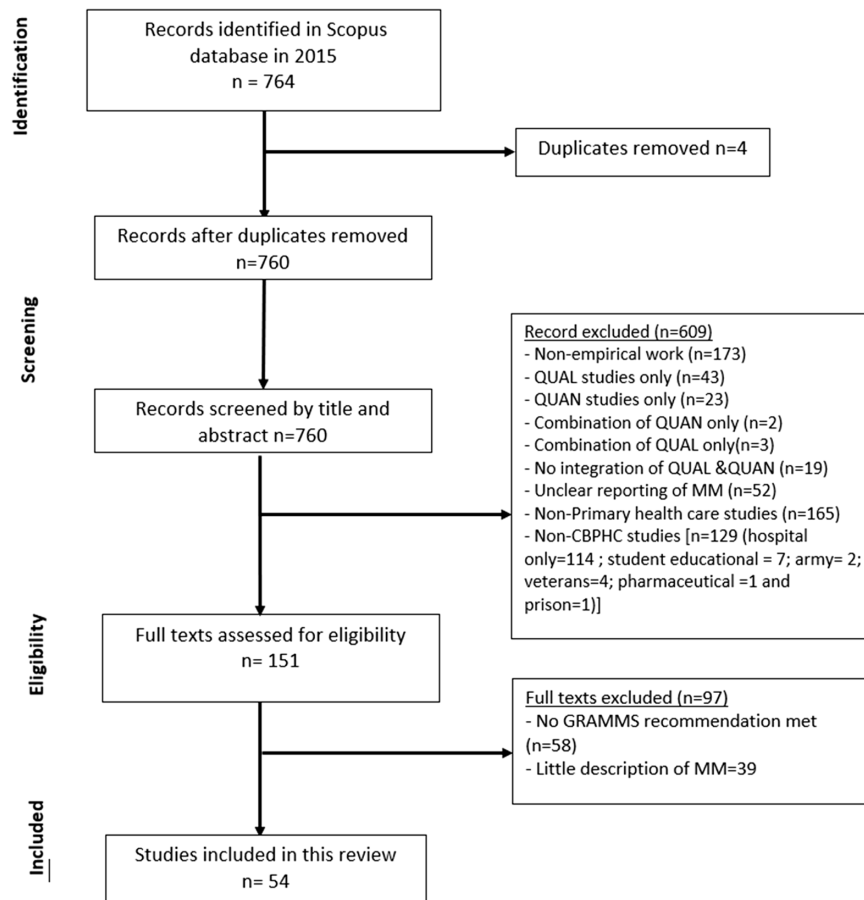 Identification
Records identified in Scopus
database in 2015
n = 764
Duplicates removed n=4
Records after duplicates removed
n=760
Screening
Records screened by title and
abstract n=760
Record excluded (n=609)
- Non-empirical work (n=173)
- QUAL studies only (n=43)
- QUAN studies only (n=23)
- Combination of QUAN only (n=2)
- Combination of QUAL only(n=3)
- No integration of QUAL &QUAN (n=19)
- Unclear reporting of MM (n=52)
- Non-Primary health care studies (n=165)
- Non-CBPHC studies [n=129 (hospital
only=114 ; student educational = 7; army= 2;
veterans=4; pharmaceutical =1 and
prison=1)]
Eligibility
Full texts assessed for eligibility
n= 151
Full texts excluded (n=97)
- No GRAMMS recommendation met
(n=58)
- Little description of MM=39
Included
Studies included in this review
n= 54